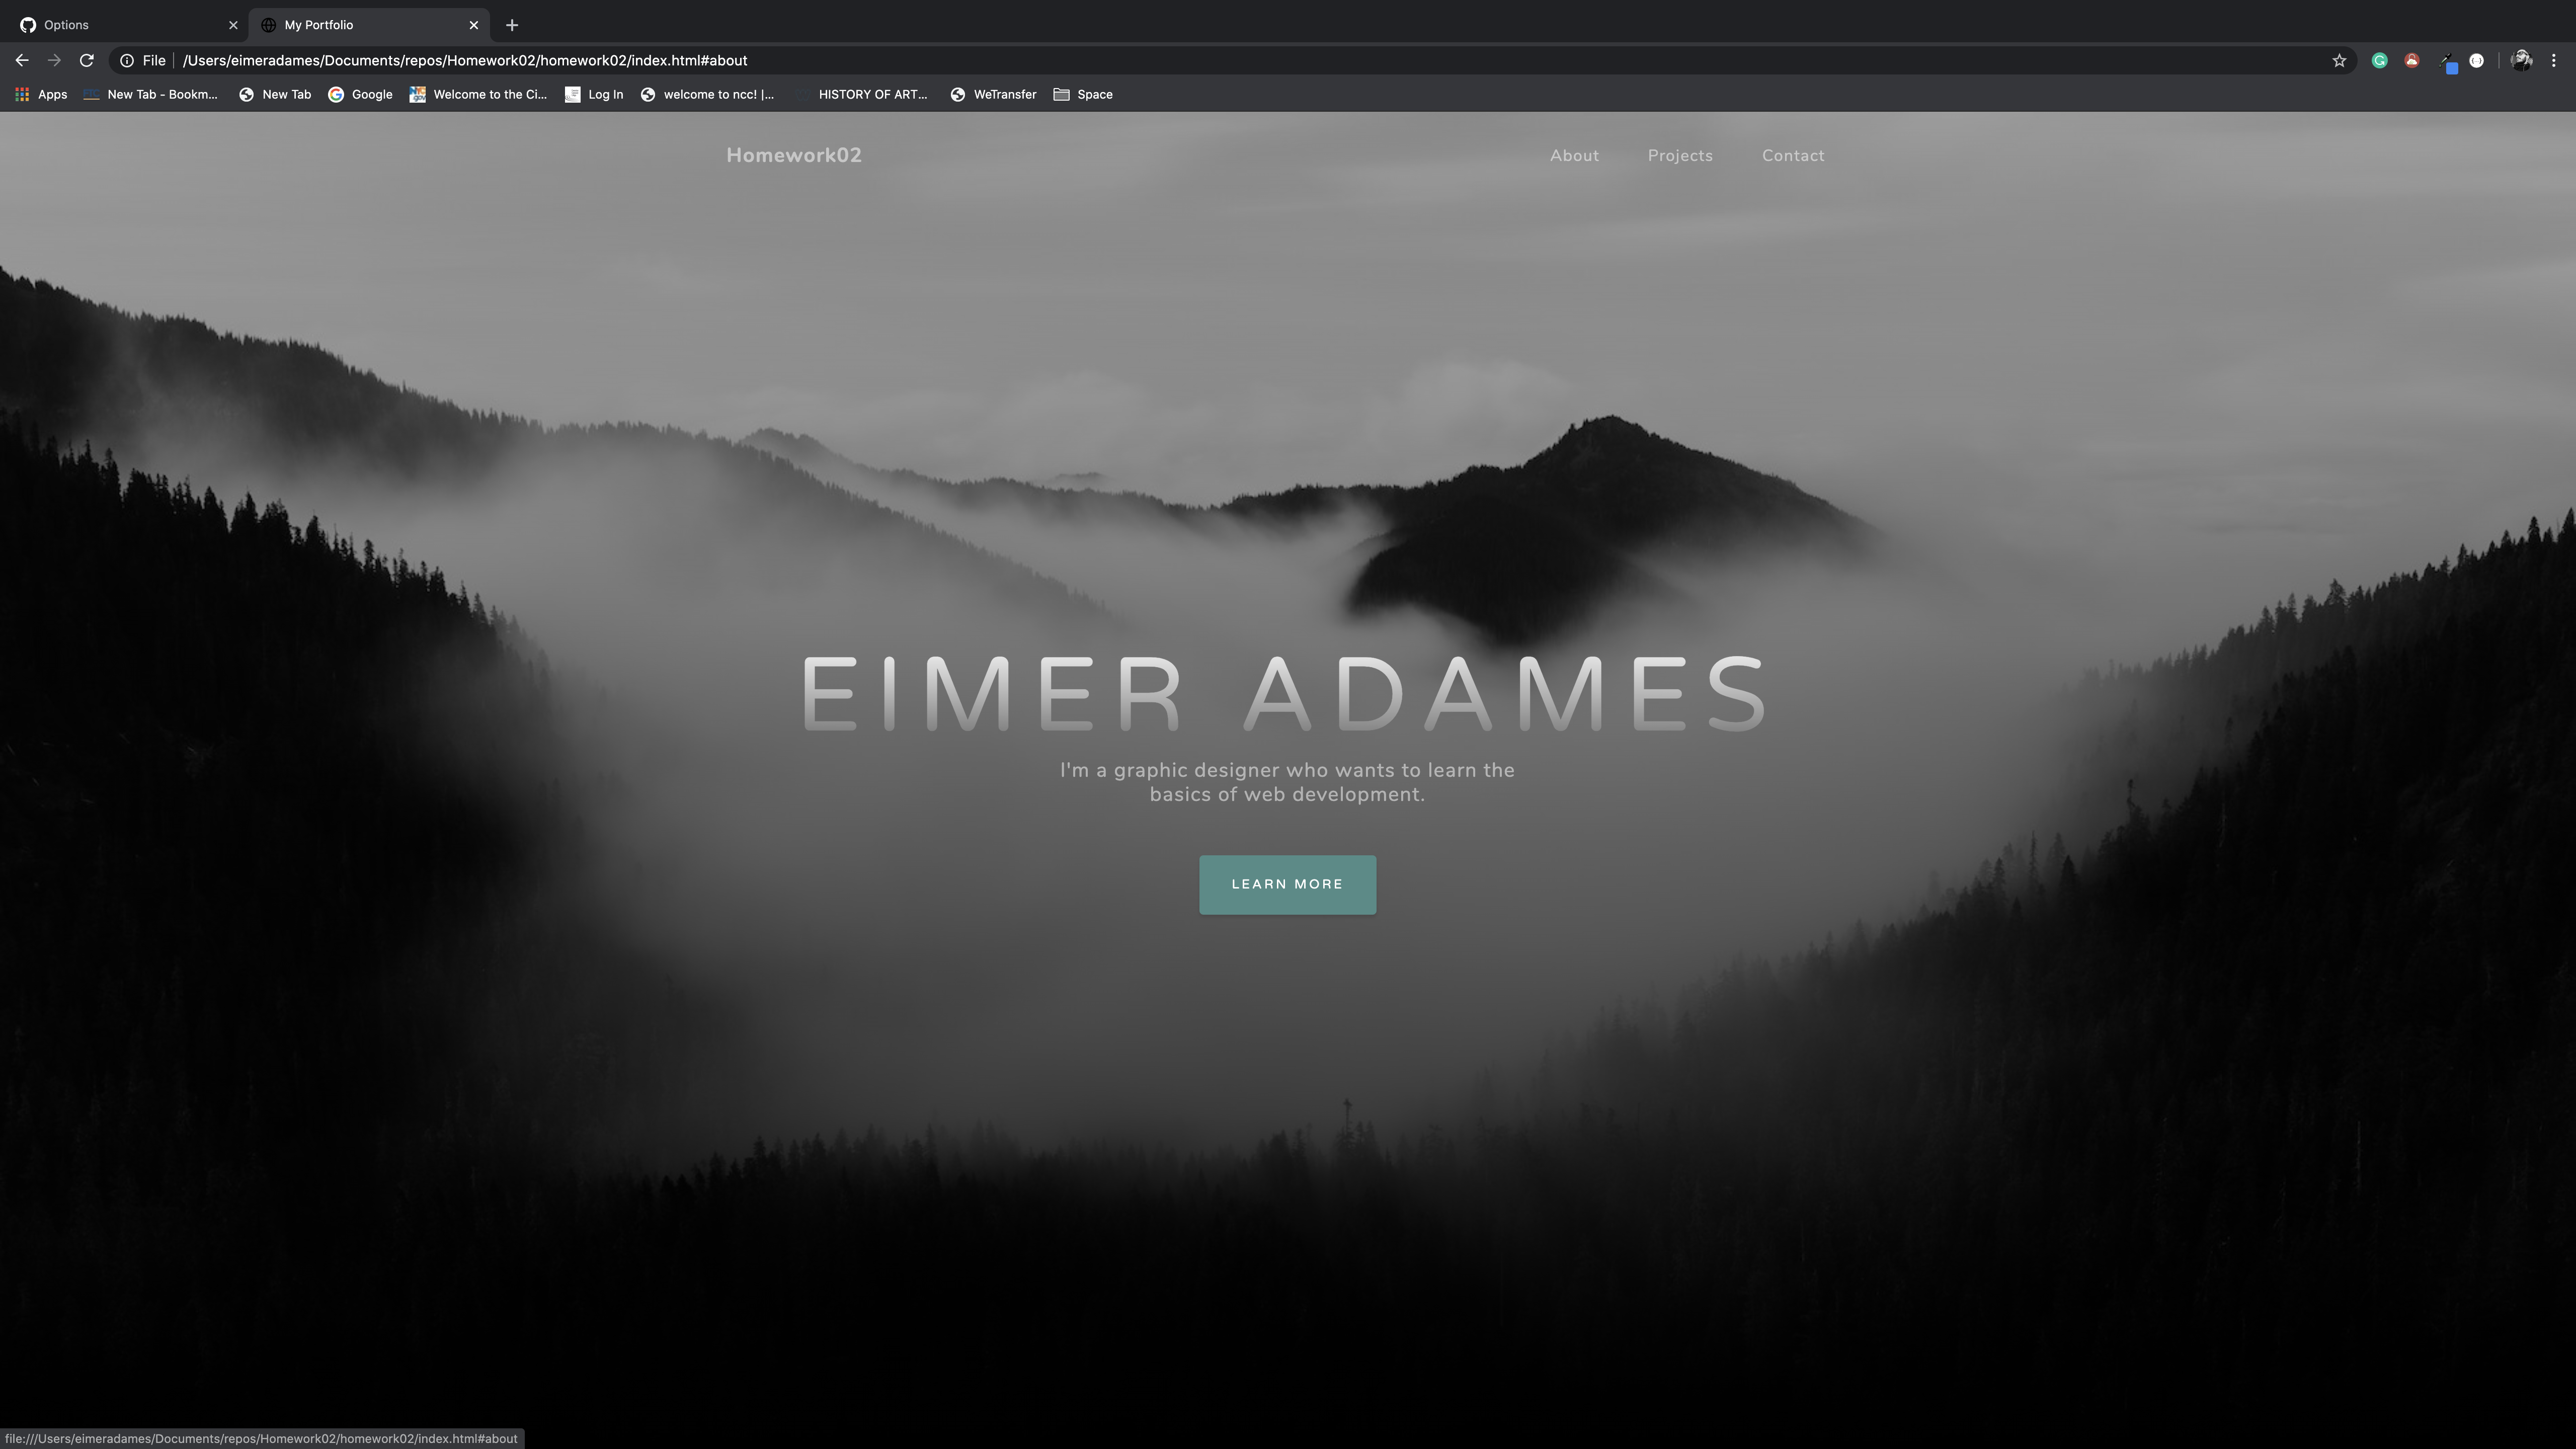 Options
My Portfolio
File /Users/eimeradames/Documents/repos/Homework02/homework02/index.html#about
Apps New Tab - Bookm... New Tab Google Welcome to the Ci... Log In welcome to ncc! |... HISTORY OF ART... WeTransfer Space
Homework02 About Projects Contact
EIMER ADAMES
I'm a graphic designer who wants to learn the
basics of web development.
LEARN MORE
file:///Users/eimeradames/Documents/repos/Homework02/homework02/index.html#about